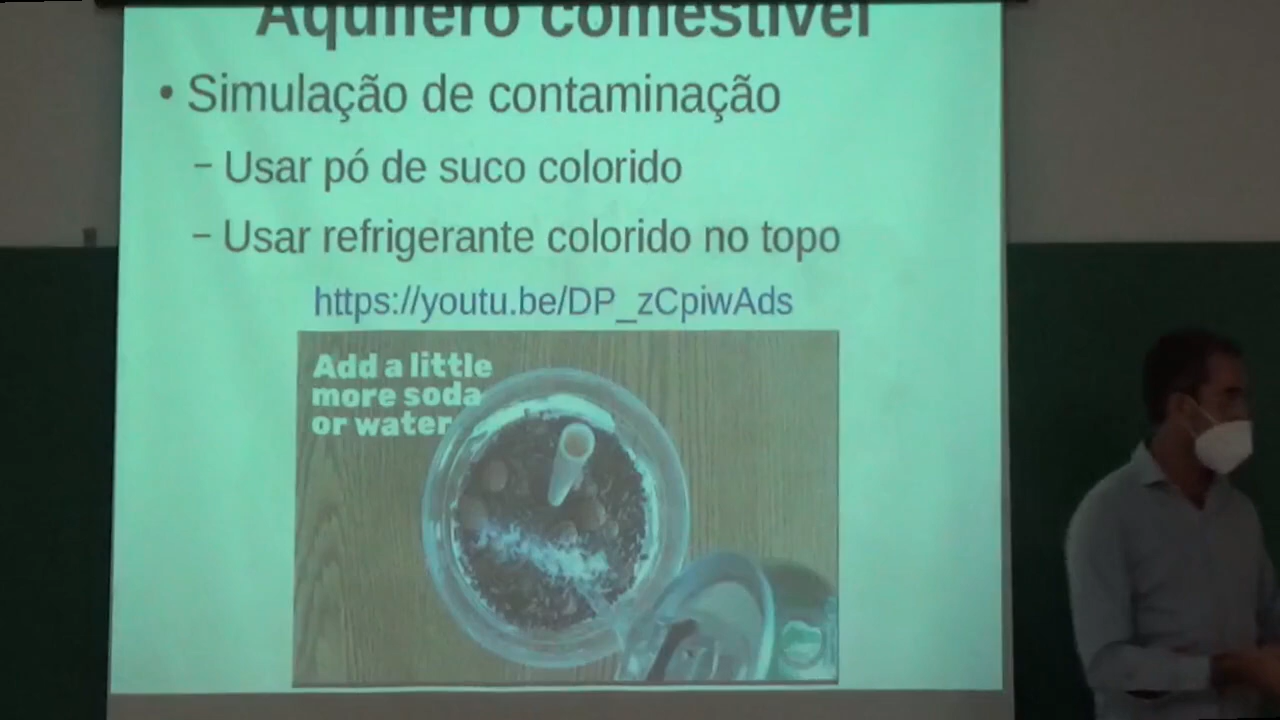 Aquífero comestível
• Simulação de contaminação
– Usar pó de suco colorido
– Usar refrigerante colorido no topo
https://youtu.be/DP_zCpiwAds
Add a little
more soda
or water